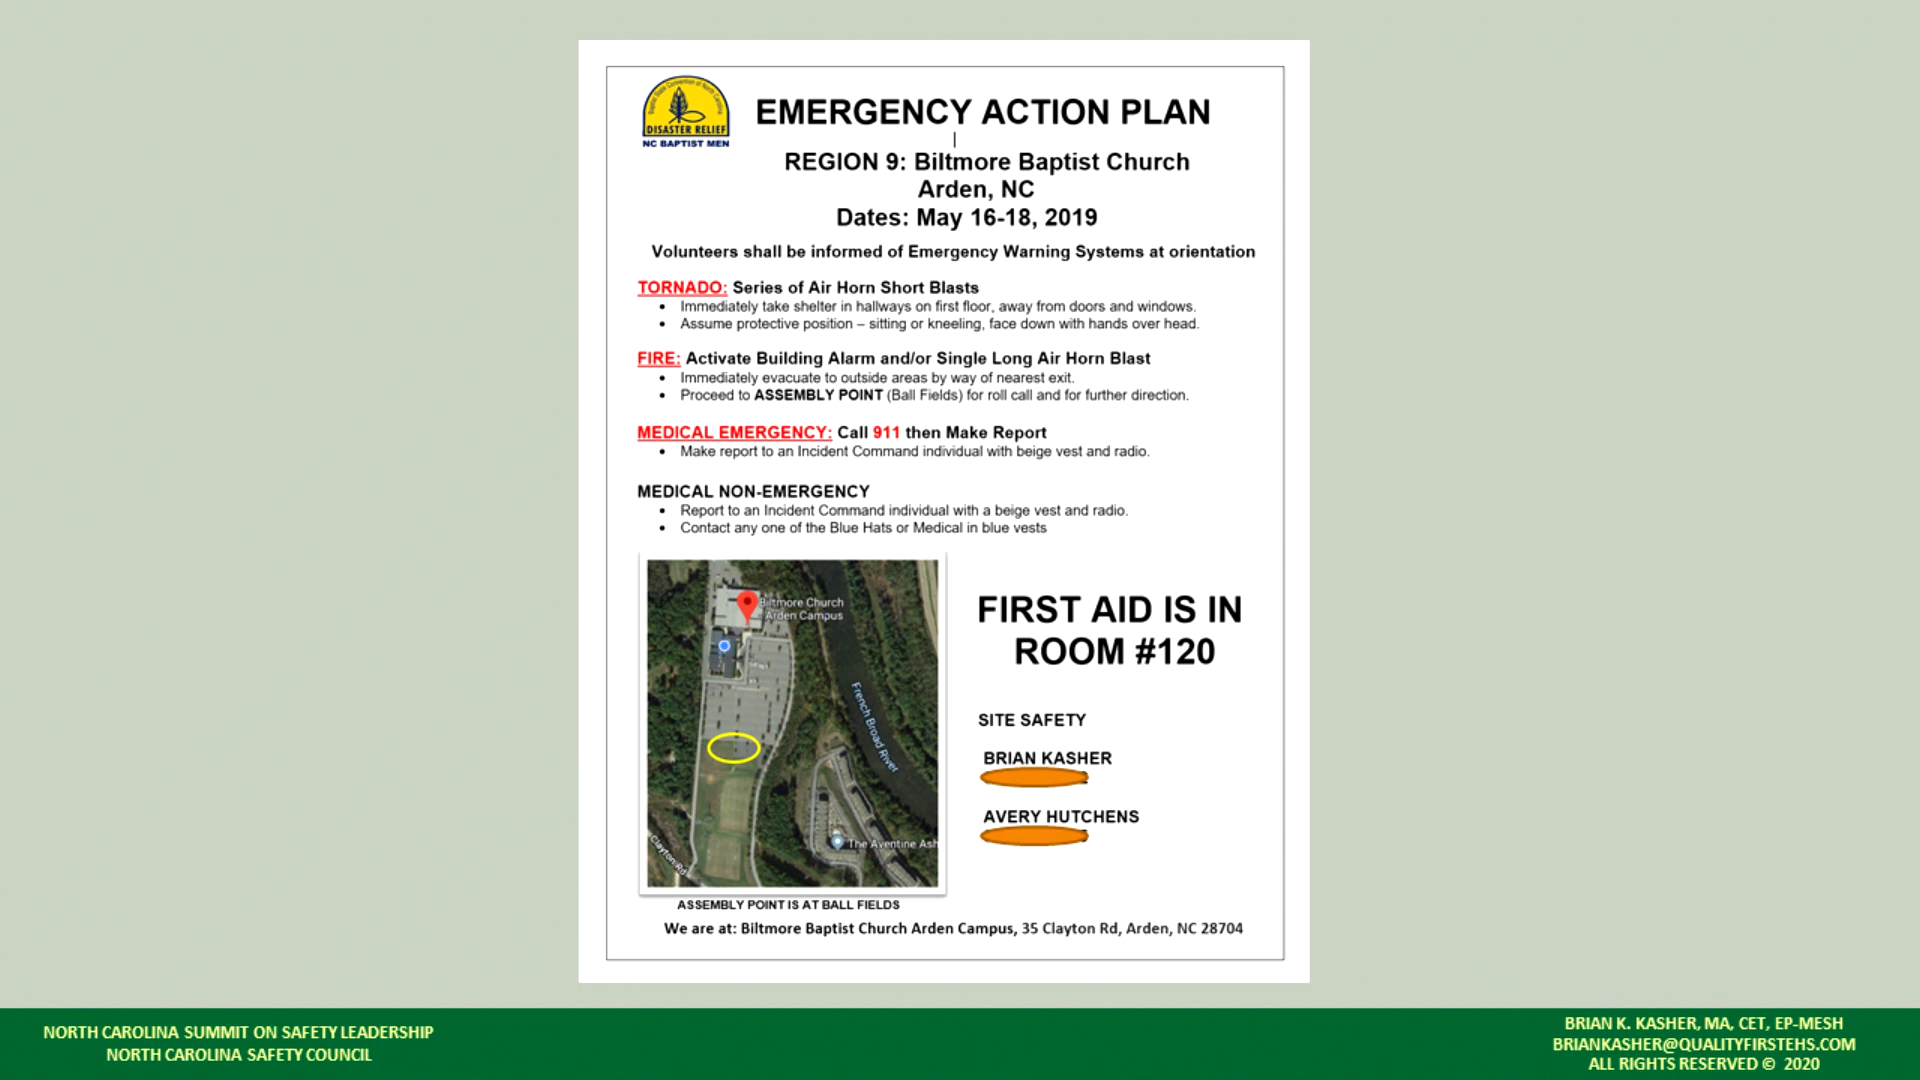 Baptist State Convention of North Carolina
DISASTER RELIEF
NC BAPTIST MEN
EMERGENCY ACTION PLAN
REGION 9: Biltmore Baptist Church
Arden, NC
Dates: May 16-18, 2019
Volunteers shall be informed of Emergency Warning Systems at orientation
TORNADO: Series of Air Horn Short Blasts
• Immediately take shelter in hallways on first floor, away from doors and windows.
• Assume protective position – sitting or kneeling, face down with hands over head.
FIRE: Activate Building Alarm and/or Single Long Air Horn Blast
• Immediately evacuate to outside areas by way of nearest exit.
• Proceed to ASSEMBLY POINT (Ball Fields) for roll call and for further direction.
MEDICAL EMERGENCY: Call 911 then Make Report
• Make report to an Incident Command individual with beige vest and radio.
MEDICAL NON-EMERGENCY
• Report to an Incident Command individual with a beige vest and radio.
• Contact any one of the Blue Hats or Medical in blue vests
Biltmore Church
Arden Campus
French Broad River
Clayton Rd
The Aventine Ash
FIRST AID IS IN
ROOM #120
SITE SAFETY
BRIAN KASHER
AVERY HUTCHENS
ASSEMBLY POINT IS AT BALL FIELDS
We are at: Biltmore Baptist Church Arden Campus, 35 Clayton Rd, Arden, NC 28704
NORTH CAROLINA SUMMIT ON SAFETY LEADERSHIP
NORTH CAROLINA SAFETY COUNCIL
BRIAN K. KASHER, MA, CET, EP-MESH
BRIANKASHER@QUALITYFIRSTEHS.COM
ALL RIGHTS RESERVED © 2020